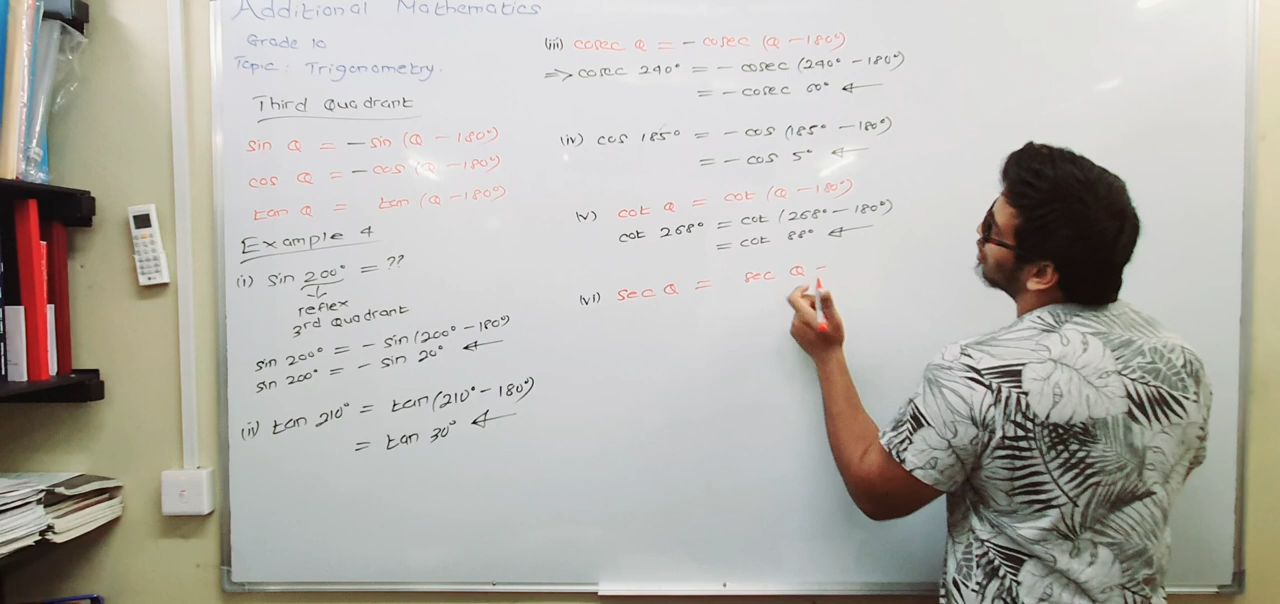 Additional Mathematics
Grade 10
Topic: Trigonometry.
Third Quadrant
sin Q = - sin (Q - 180°)
cos Q = - cos (Q - 180°)
tan Q = tan (Q - 180°)
Example 4
(i) sin 200° = ??
reflex
3rd Quadrant
sin 200° = - sin (200° - 180°)
sin 200° = - sin 20° ←
(ii) tan 210° = tan (210° - 180°)
= tan 30° ←
(iii) cosec Q = - cosec (Q - 180°)
=> cosec 240° = - cosec (240° - 180°)
= - cosec 60° ←
(iv) cos 185° = - cos (185° - 180°)
= - cos 5° ←
(v) cot Q = cot (Q - 180°)
cot 268° = cot (268° - 180°)
= cot 88° ←
(vi) sec Q = sec Q -